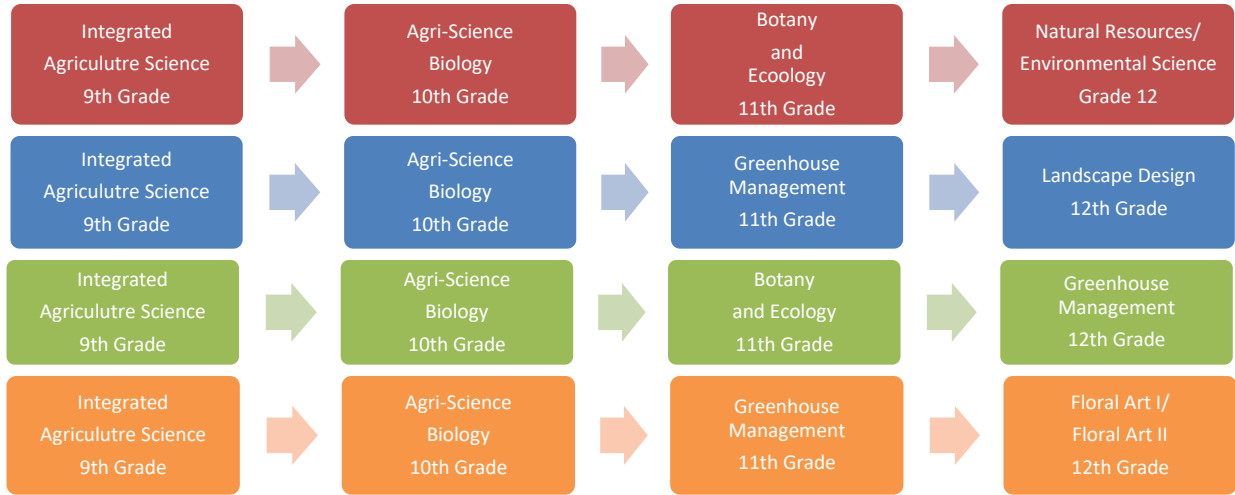 Integrated
Agriculutre Science
9th Grade
Agri-Science
Biology
10th Grade
Botany
and
Ecoology
11th Grade
Natural Resources/
Environmental Science
Grade 12
Integrated
Agriculutre Science
9th Grade
Agri-Science
Biology
10th Grade
Greenhouse
Management
11th Grade
Landscape Design
12th Grade
Integrated
Agriculutre Science
9th Grade
Agri-Science
Biology
10th Grade
Botany
and Ecology
11th Grade
Greenhouse
Management
12th Grade
Integrated
Agriculutre Science
9th Grade
Agri-Science
Biology
10th Grade
Greenhouse
Management
11th Grade
Floral Art I/
Floral Art II
12th Grade